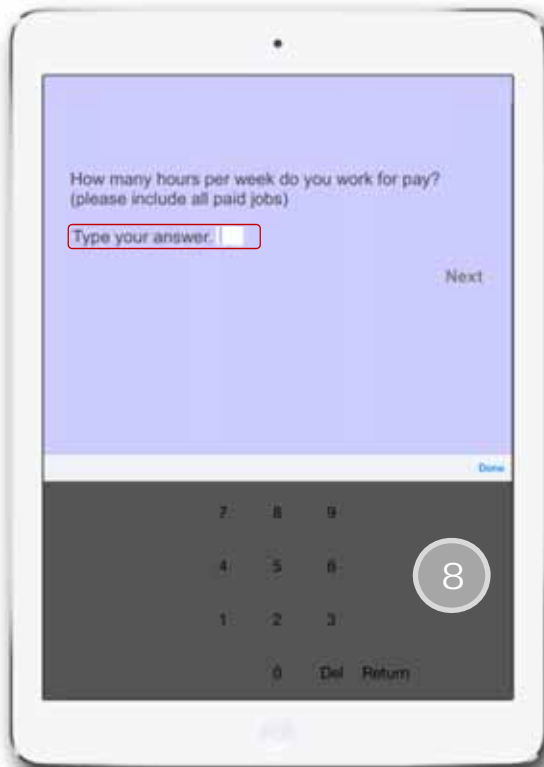 How many hours per week do you work for pay?
(please include all paid jobs)
Type your answer.
Next
Done
7 8 9
4 5 6
8
1 2 3
0 Del Return